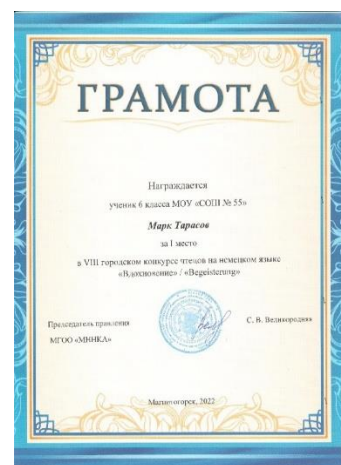 ГРАМОТА
Награждается
ученик 6 класса МОУ «СОШ № 55»
Марк Тарасов
за I место
в VIII городском конкурсе чтецов на немецком языке
«Вдохновение» / «Begeisterung»
Председатель правления
МГОО «МННКА»
С. В. Великородняя
Магнитогорск, 2022